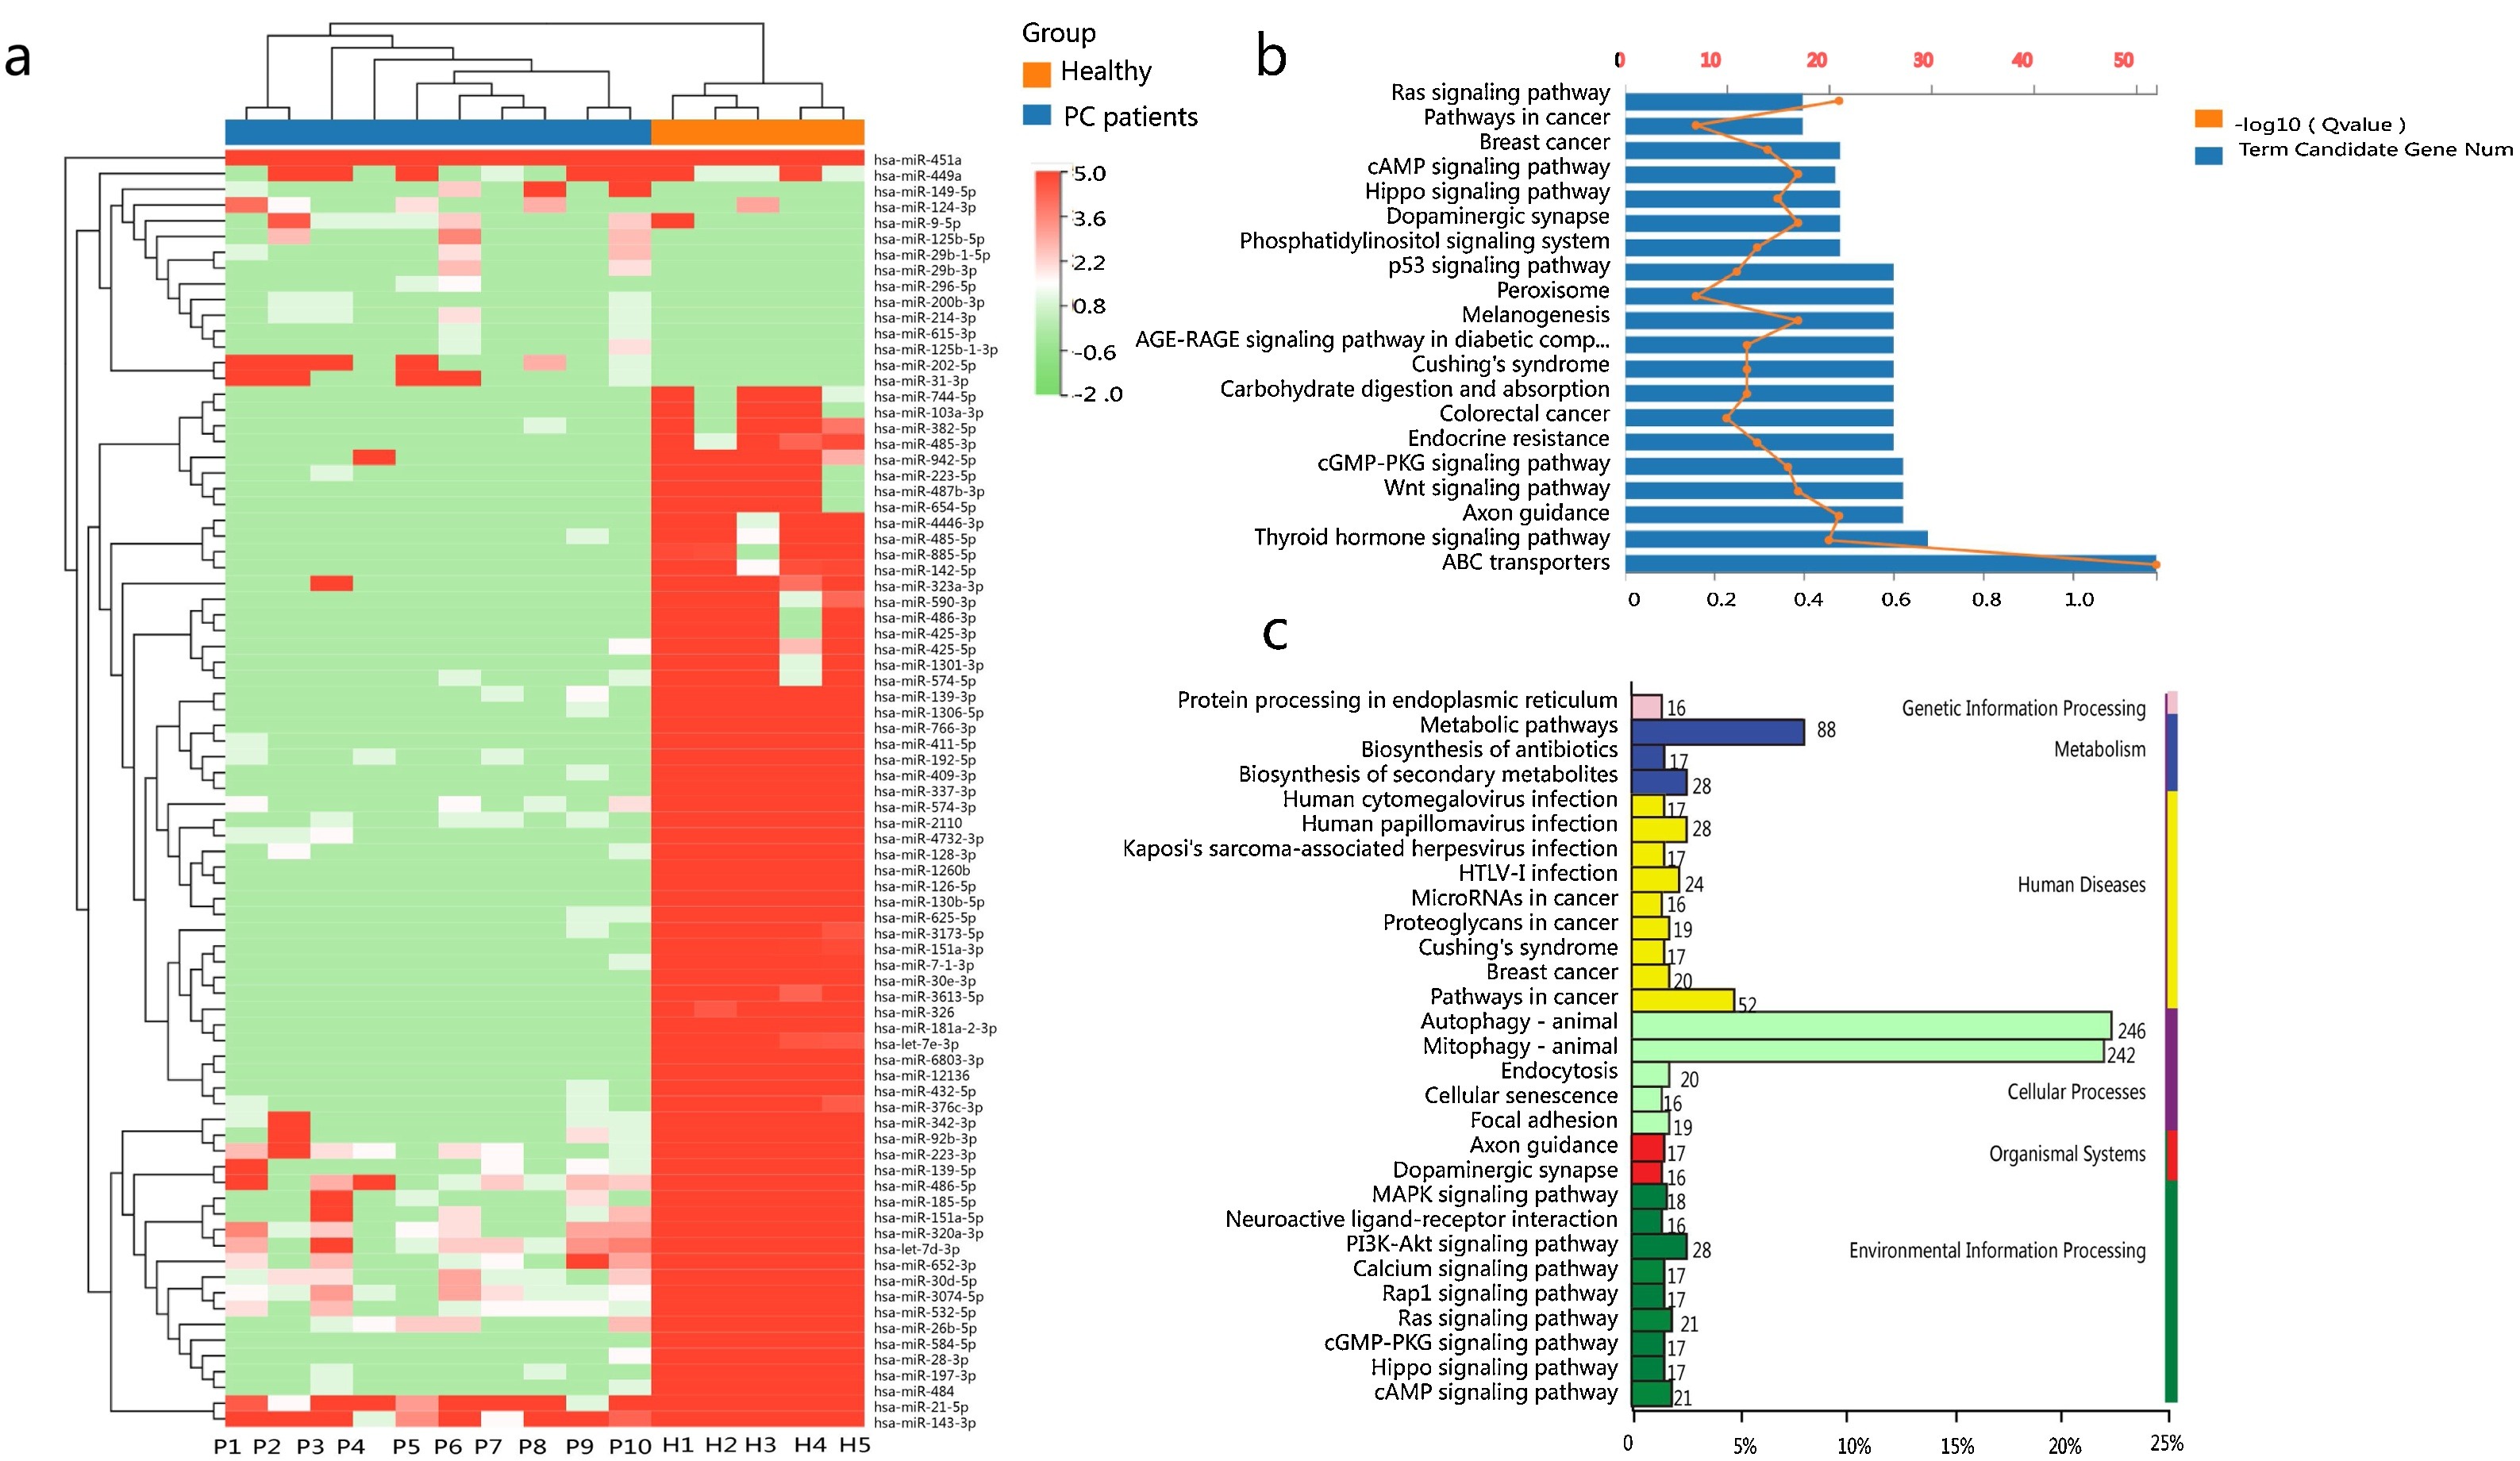 a
Group
Healthy
PC patients
5.0
3.6
2.2
0.8
-0.6
-2.0
hsa-miR-451a
hsa-miR-449a
hsa-miR-149-5p
hsa-miR-124-3p
hsa-miR-9-5p
hsa-miR-125b-5p
hsa-miR-29b-1-5p
hsa-miR-29b-3p
hsa-miR-296-5p
hsa-miR-200b-3p
hsa-miR-214-3p
hsa-miR-615-3p
hsa-miR-125b-1-3p
hsa-miR-202-5p
hsa-miR-31-3p
hsa-miR-744-5p
hsa-miR-103a-3p
hsa-miR-382-5p
hsa-miR-485-3p
hsa-miR-942-5p
hsa-miR-223-5p
hsa-miR-487b-3p
hsa-miR-654-5p
hsa-miR-4446-3p
hsa-miR-485-5p
hsa-miR-885-5p
hsa-miR-142-5p
hsa-miR-323a-3p
hsa-miR-590-3p
hsa-miR-486-3p
hsa-miR-425-3p
hsa-miR-425-5p
hsa-miR-1301-3p
hsa-miR-574-5p
hsa-miR-139-3p
hsa-miR-1306-5p
hsa-miR-766-3p
hsa-miR-411-5p
hsa-miR-192-5p
hsa-miR-409-3p
hsa-miR-337-3p
hsa-miR-574-3p
hsa-miR-2110
hsa-miR-4732-3p
hsa-miR-128-3p
hsa-miR-1260b
hsa-miR-126-5p
hsa-miR-130b-5p
hsa-miR-625-5p
hsa-miR-3173-5p
hsa-miR-151a-3p
hsa-miR-7-1-3p
hsa-miR-30e-3p
hsa-miR-3613-5p
hsa-miR-326
hsa-miR-181a-2-3p
hsa-let-7e-3p
hsa-miR-6803-3p
hsa-miR-12136
hsa-miR-432-5p
hsa-miR-376c-3p
hsa-miR-342-3p
hsa-miR-92b-3p
hsa-miR-223-3p
hsa-miR-139-5p
hsa-miR-486-5p
hsa-miR-185-5p
hsa-miR-151a-5p
hsa-miR-320a-3p
hsa-let-7d-3p
hsa-miR-652-3p
hsa-miR-30d-5p
hsa-miR-3074-5p
hsa-miR-532-5p
hsa-miR-26b-5p
hsa-miR-584-5p
hsa-miR-28-3p
hsa-miR-197-3p
hsa-miR-484
hsa-miR-21-5p
hsa-miR-143-3p
P1 P2 P3 P4 P5 P6 P7 P8 P9 P10 H1 H2 H3 H4 H5
b
0 10 20 30 40 50
Ras signaling pathway
Pathways in cancer
Breast cancer
cAMP signaling pathway
Hippo signaling pathway
Dopaminergic synapse
Phosphatidylinositol signaling system
p53 signaling pathway
Peroxisome
Melanogenesis
AGE-RAGE signaling pathway in diabetic comp...
Cushing's syndrome
Carbohydrate digestion and absorption
Colorectal cancer
Endocrine resistance
cGMP-PKG signaling pathway
Wnt signaling pathway
Axon guidance
Thyroid hormone signaling pathway
ABC transporters
0 0.2 0.4 0.6 0.8 1.0
-log10 ( Qvalue )
Term Candidate Gene Num
c
Protein processing in endoplasmic reticulum 16
Metabolic pathways 88
Biosynthesis of antibiotics 17
Biosynthesis of secondary metabolites 28
Human cytomegalovirus infection 17
Human papillomavirus infection 28
Kaposi's sarcoma-associated herpesvirus infection 17
HTLV-I infection 24
MicroRNAs in cancer 16
Proteoglycans in cancer 19
Cushing's syndrome 17
Breast cancer 20
Pathways in cancer 52
Autophagy - animal 246
Mitophagy - animal 242
Endocytosis 20
Cellular senescence 16
Focal adhesion 19
Axon guidance 17
Dopaminergic synapse 16
MAPK signaling pathway 18
Neuroactive ligand-receptor interaction 16
PI3K-Akt signaling pathway 28
Calcium signaling pathway 17
Rap1 signaling pathway 17
Ras signaling pathway 21
cGMP-PKG signaling pathway 17
Hippo signaling pathway 17
cAMP signaling pathway 21
Genetic Information Processing
Metabolism
Human Diseases
Cellular Processes
Organismal Systems
Environmental Information Processing
0 5% 10% 15% 20% 25%